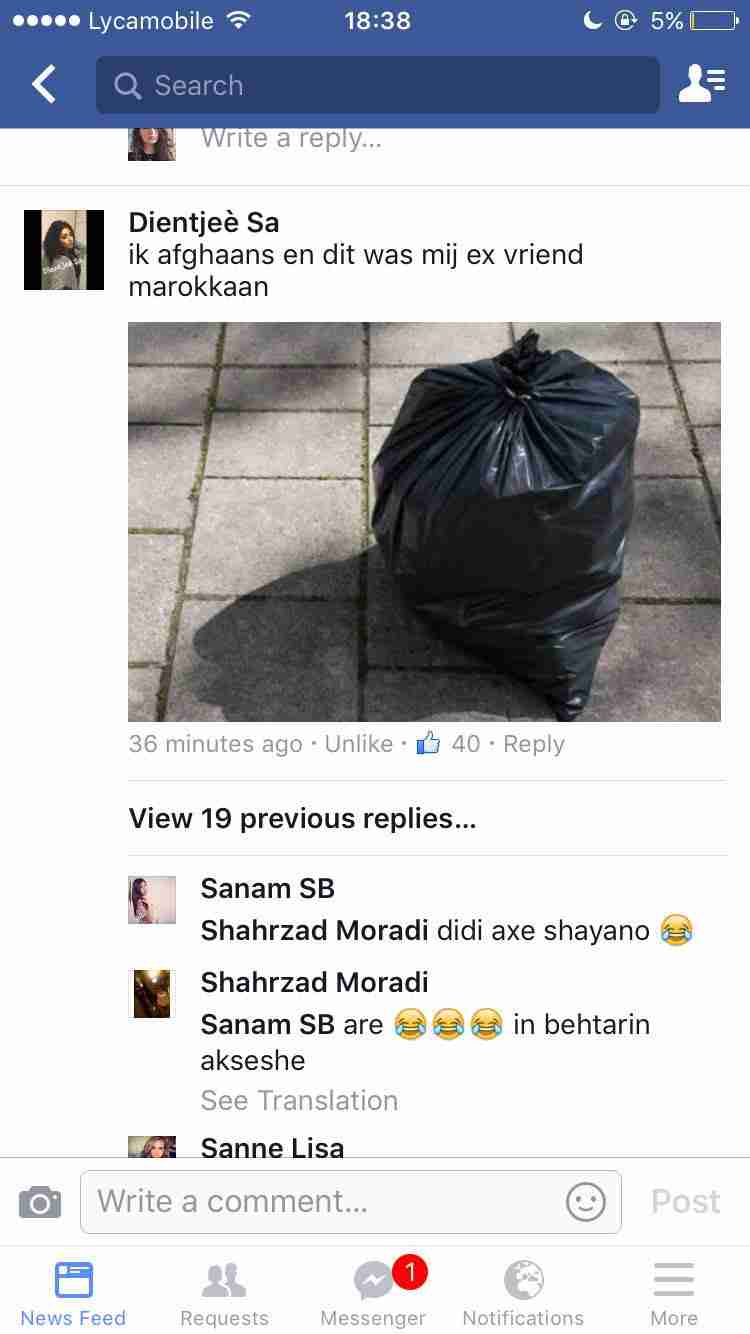 Lycamobile 18:38 5%
Search
Write a reply...
Dientjeè Sa
ik afghaans en dit was mij ex vriend
marokkaan
36 minutes ago · Unlike · 40 · Reply
View 19 previous replies...
Sanam SB
Shahrzad Moradi didi axe shayano 😂
Shahrzad Moradi
Sanam SB are 😂😂😂 in behtarin
akseshe
See Translation
Sanne Lisa
Write a comment... Post
1
News Feed Requests Messenger Notifications More